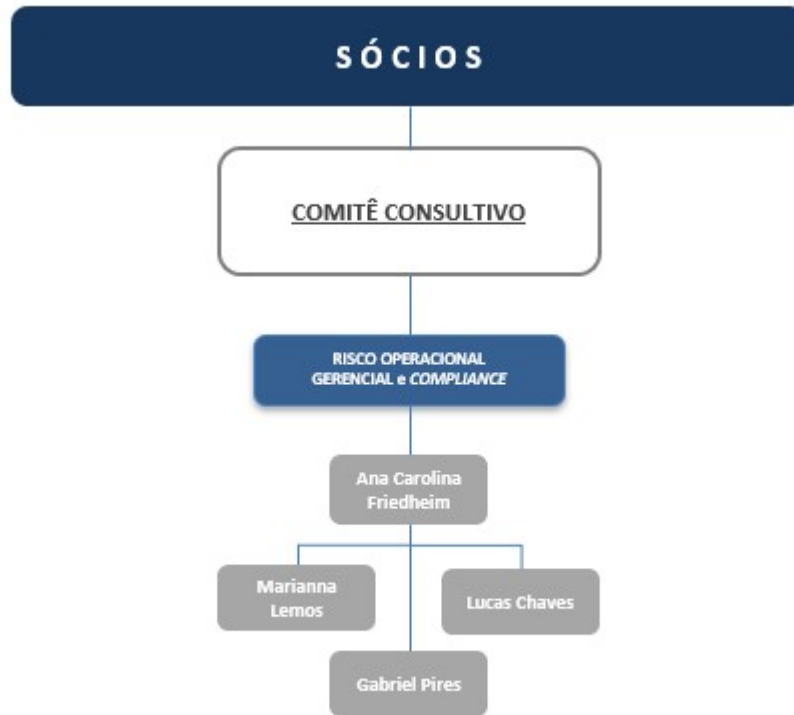 SÓCIOS
COMITÊ CONSULTIVO
RISCO OPERACIONAL
GERENCIAL e COMPLIANCE
Ana Carolina
Friedheim
Marianna
Lemos
Lucas Chaves
Gabriel Pires